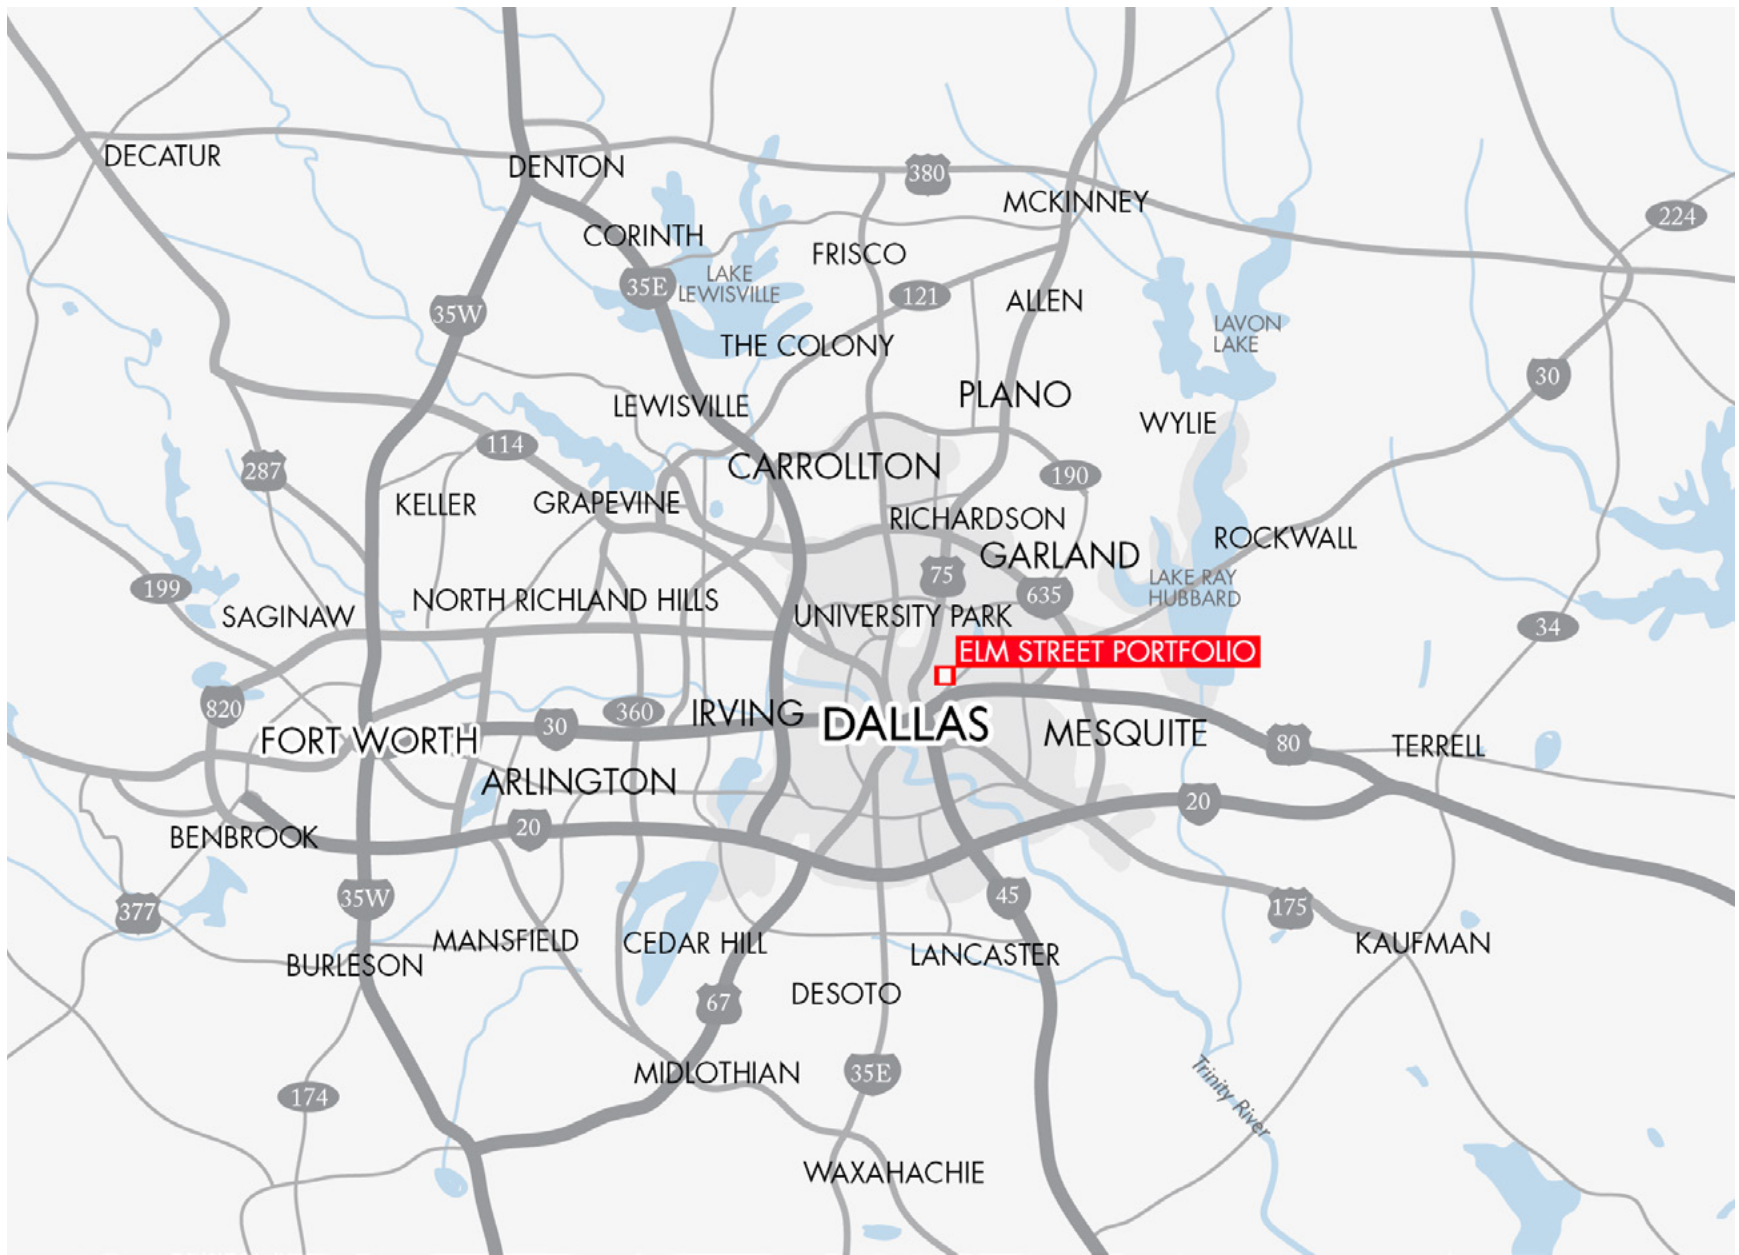 DECATUR
DENTON
380
MCKINNEY
224
CORINTH
FRISCO
35E
LAKE
LEWISVILLE
121
ALLEN
35W
LAVON
LAKE
THE COLONY
30
PLANO
LEWISVILLE
WYLIE
114
287
CARROLLTON
190
KELLER
GRAPEVINE
RICHARDSON
ROCKWALL
GARLAND
75
199
LAKE RAY
HUBBARD
635
NORTH RICHLAND HILLS
SAGINAW
UNIVERSITY PARK
34
ELM STREET PORTFOLIO
820
360
IRVING
30
DALLAS
MESQUITE
FORT WORTH
80
TERRELL
ARLINGTON
20
20
BENBROOK
35W
45
377
175
MANSFIELD
CEDAR HILL
KAUFMAN
LANCASTER
BURLESON
DESOTO
67
MIDLOTHIAN
35E
174
Trinity River
WAXAHACHIE